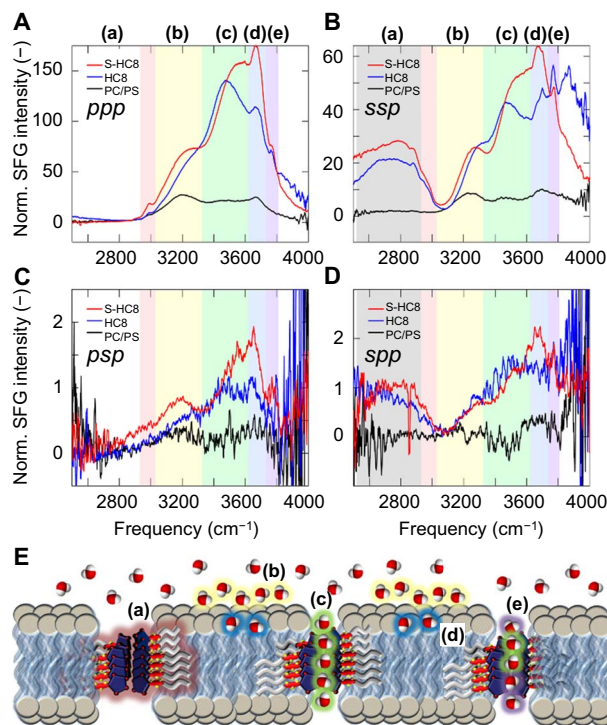 A (a) (b) (c) (d) (e)
B (a) (b) (c) (d) (e)
Norm. SFG intensity (–)
150
100
50
0
S-HC8
HC8
PC/PS
ppp
2800 3200 3600 4000
60
40
20
0
S-HC8
HC8
PC/PS
ssp
2800 3200 3600 4000
C
D
Norm. SFG intensity (–)
2
1
0
S-HC8
HC8
PC/PS
psp
2800 3200 3600 4000
Frequency (cm⁻¹)
2
1
0
S-HC8
HC8
PC/PS
spp
2800 3200 3600 4000
Frequency (cm⁻¹)
E
(a)
(b)
(c)
(d)
(e)